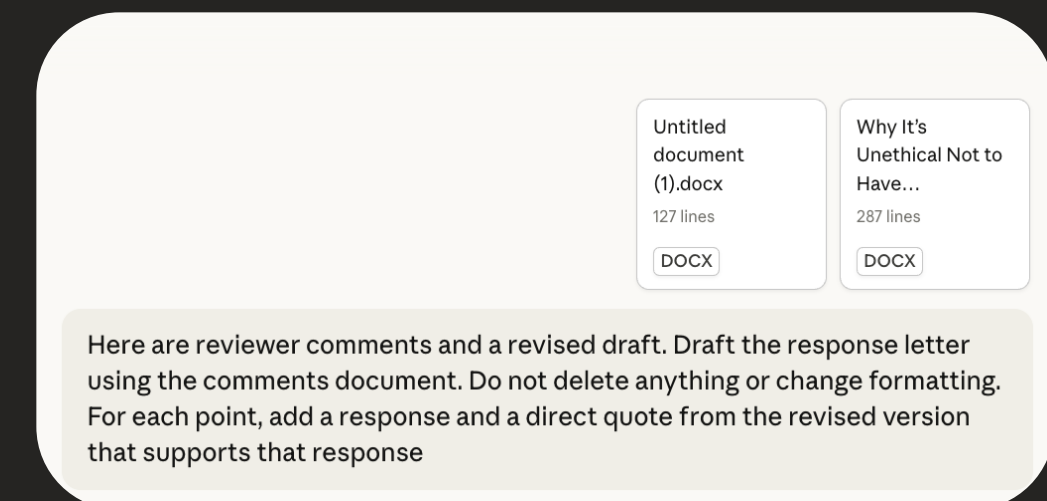 Untitled
document
(1).docx
127 lines
DOCX
Why It’s
Unethical Not to
Have...
287 lines
DOCX
Here are reviewer comments and a revised draft. Draft the response letter
using the comments document. Do not delete anything or change formatting.
For each point, add a response and a direct quote from the revised version
that supports that response